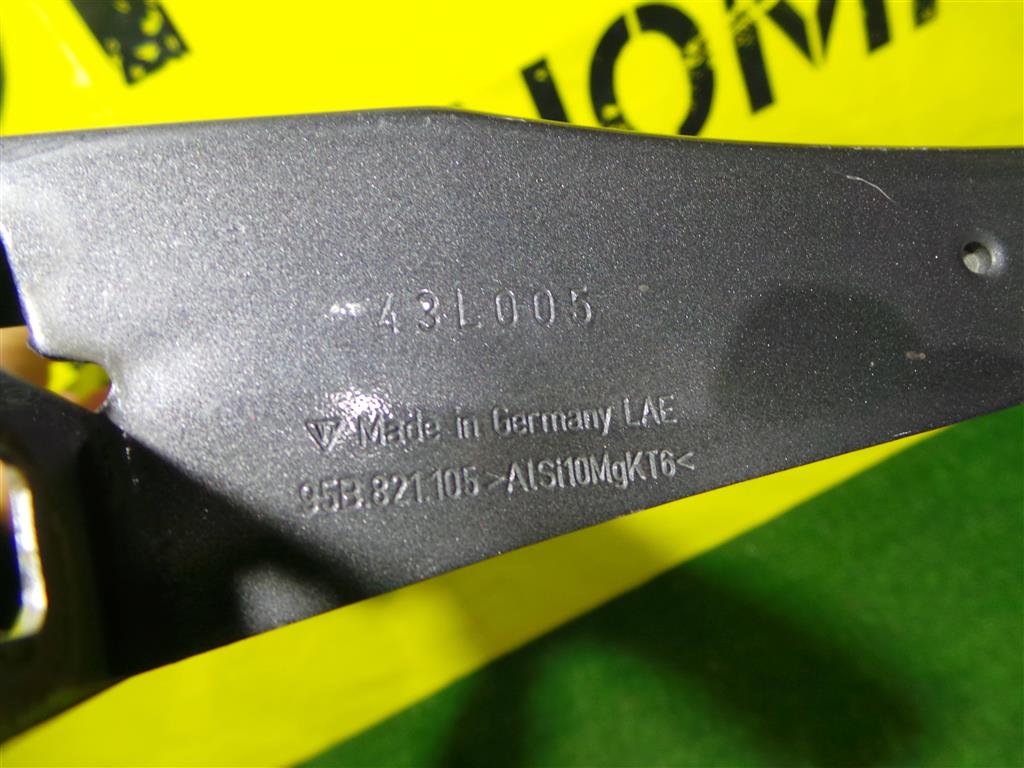 43L005
Made in Germany LAE
95B.821.105 >AlSi10MgKT6<